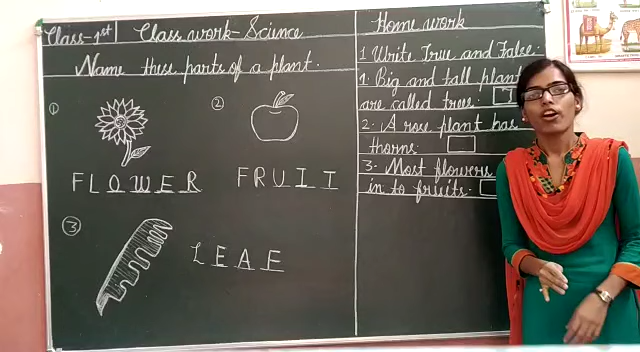 Class-1st
Class work-Science
Name these parts of a plant.
1
2
FLOWER
FRUIT
3
LEAF
Home work
1 Write True and False.
1. Big and tall plant
are called trees.
2. A rose plant has
thorns.
3. Most flowers
in to fruits.